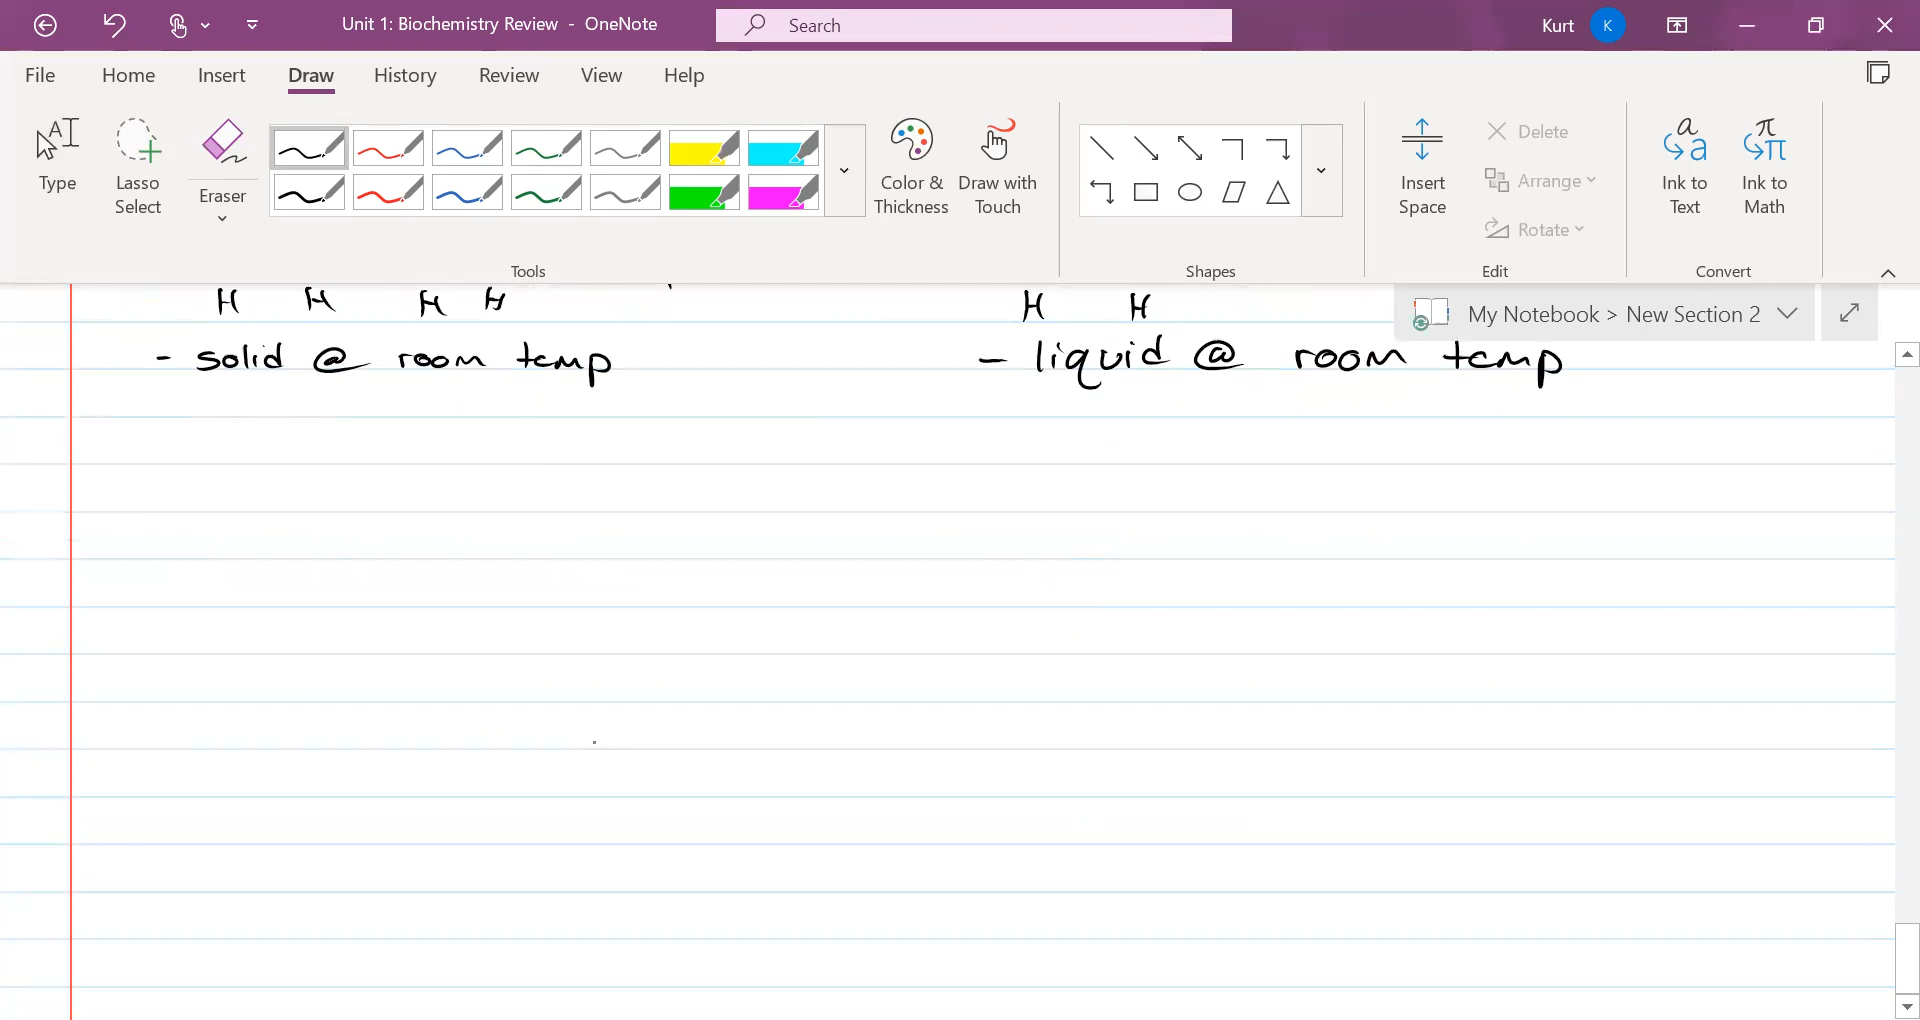 Unit 1: Biochemistry Review - OneNote
Search
Kurt
K
File Home Insert Draw History Review View Help
Type
Lasso Select
Eraser
Color & Thickness
Draw with Touch
Insert Space
Delete
Arrange
Rotate
Ink to Text
Ink to Math
Tools
Shapes
Edit
Convert
My Notebook > New Section 2
H H H H
H H
- solid @ room temp
- liquid @ room temp